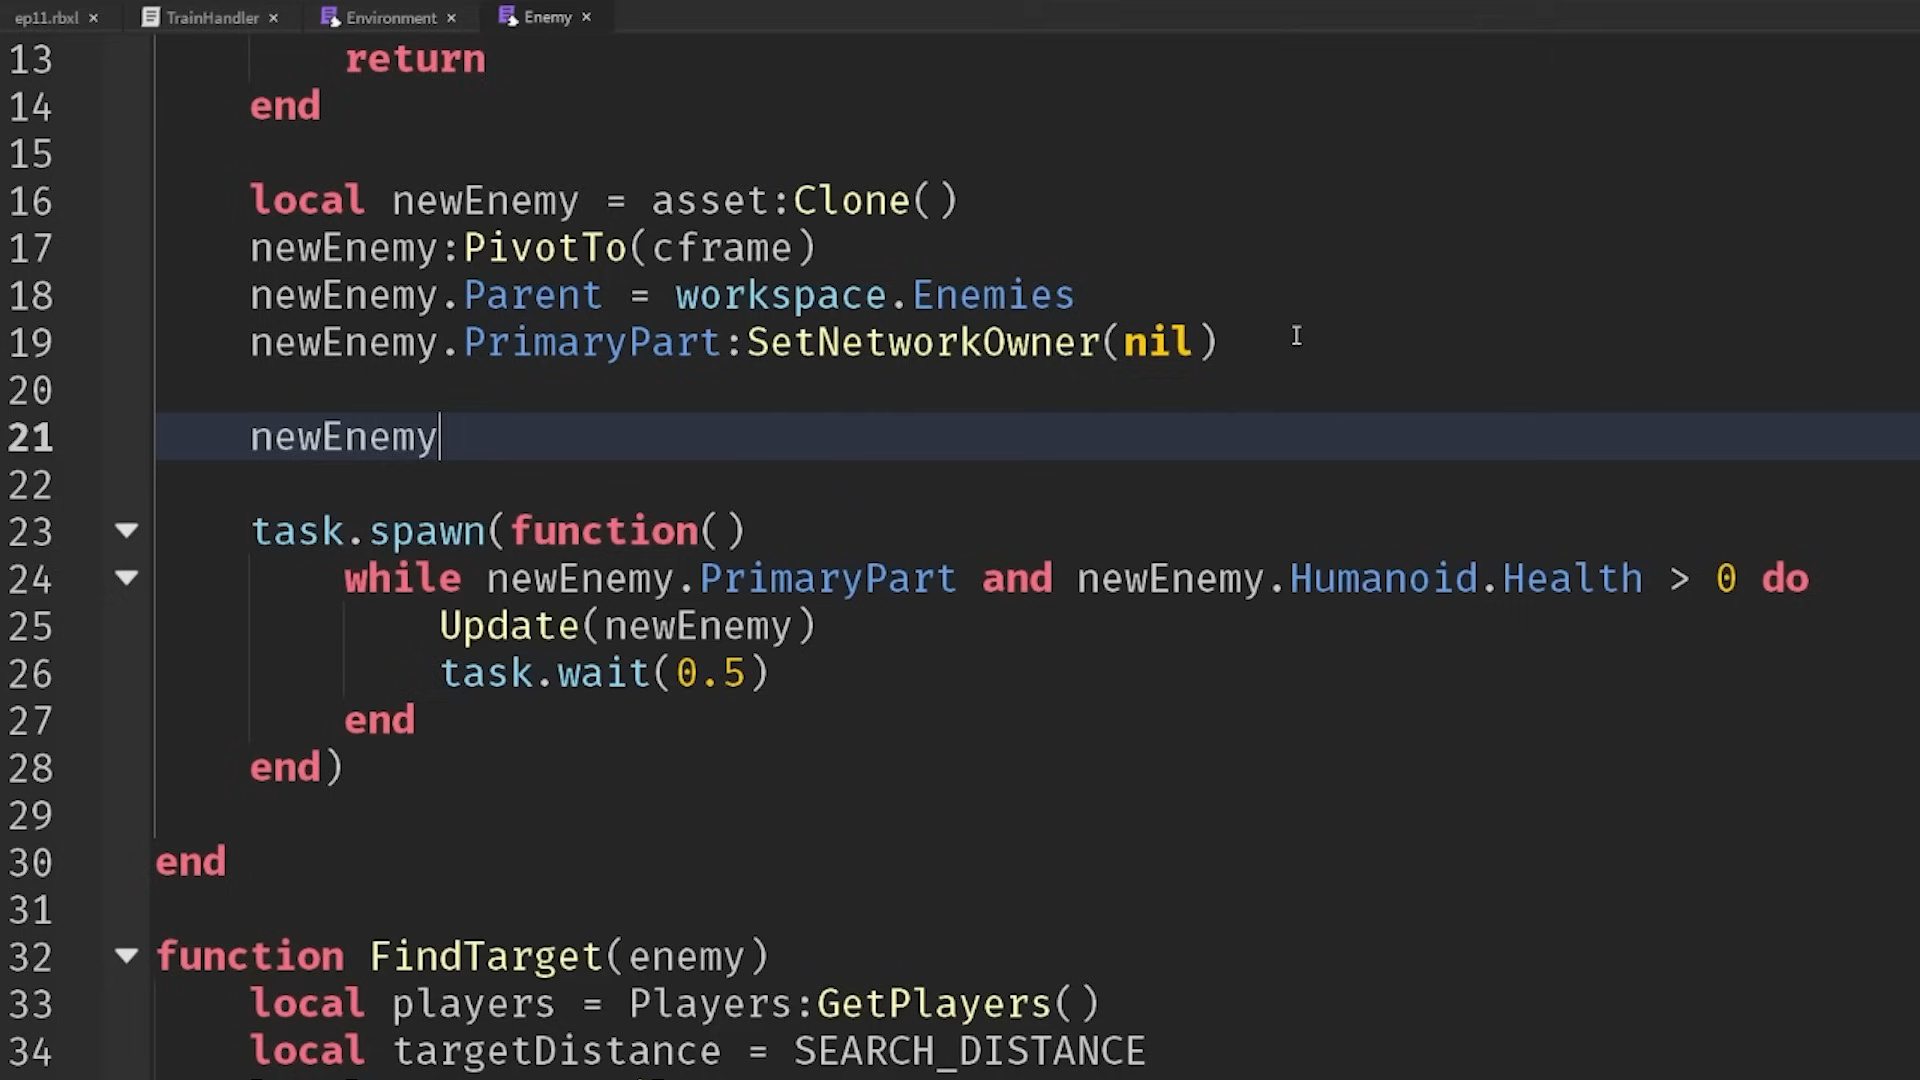 ep11.rbxl × TrainHandler × Environment × Enemy ×
13 return
14 end
15
16 local newEnemy = asset:Clone()
17 newEnemy:PivotTo(cframe)
18 newEnemy.Parent = workspace.Enemies
19 newEnemy.PrimaryPart:SetNetworkOwner(nil)
20
21 newEnemy
22
23 task.spawn(function()
24 while newEnemy.PrimaryPart and newEnemy.Humanoid.Health > 0 do
25 Update(newEnemy)
26 task.wait(0.5)
27 end
28 end)
29
30 end
31
32 function FindTarget(enemy)
33 local players = Players:GetPlayers()
34 local targetDistance = SEARCH_DISTANCE